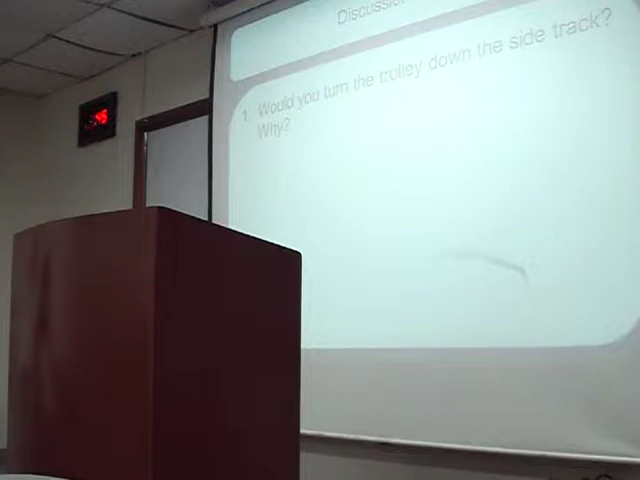 Discussion
1. Would you turn the trolley down the side track?
Why?